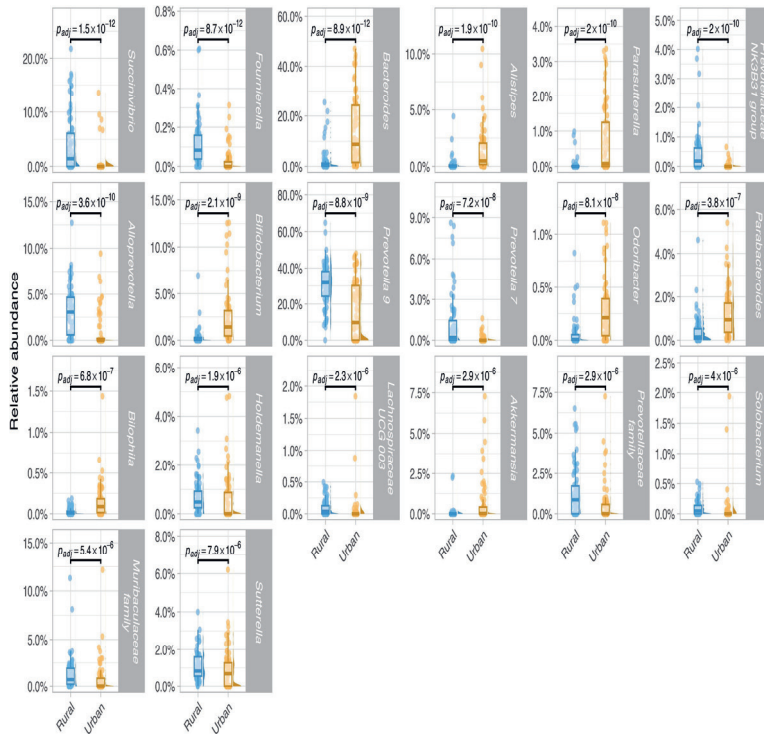 Relative abundance
p_adj = 1.5 × 10^-12
20.0%
10.0%
0.0%
Succinivibrio
p_adj = 8.7 × 10^-12
0.8%
0.6%
0.4%
0.2%
0.0%
Fournierella
p_adj = 8.9 × 10^-12
60.0%
40.0%
20.0%
0.0%
Bacteroides
p_adj = 1.9 × 10^-10
10.0%
5.0%
0.0%
Alistipes
p_adj = 2 × 10^-10
4.0%
3.0%
2.0%
1.0%
0.0%
Parasutterella
p_adj = 2 × 10^-10
5.0%
4.0%
3.0%
2.0%
1.0%
0.0%
Prevotellaceae
NK3B31 group
p_adj = 3.6 × 10^-10
15.0%
10.0%
5.0%
0.0%
Alloprevotella
p_adj = 2.1 × 10^-9
15.0%
10.0%
5.0%
0.0%
Bifidobacterium
p_adj = 8.8 × 10^-9
80.0%
60.0%
40.0%
20.0%
0.0%
Prevotella 9
p_adj = 7.2 × 10^-8
9.0%
6.0%
3.0%
0.0%
Prevotella 7
p_adj = 8.1 × 10^-8
1.0%
0.5%
0.0%
Odoribacter
p_adj = 3.8 × 10^-7
6.0%
4.0%
2.0%
0.0%
Parabacteroides
p_adj = 6.8 × 10^-7
1.5%
1.0%
0.5%
0.0%
Bilophila
p_adj = 1.9 × 10^-6
6.0%
4.0%
2.0%
0.0%
Holdemanella
p_adj = 2.3 × 10^-6
2.0%
1.5%
1.0%
0.5%
0.0%
Lachnospiraceae
UCG 003
Rural
Urban
p_adj = 2.9 × 10^-6
7.5%
5.0%
2.5%
0.0%
Akkermansia
Rural
Urban
p_adj = 2.9 × 10^-6
7.5%
5.0%
2.5%
0.0%
Prevotellaceae
family
Rural
Urban
p_adj = 4 × 10^-6
2.0%
1.5%
1.0%
0.5%
0.0%
Solobacterium
Rural
Urban
p_adj = 5.4 × 10^-6
15.0%
10.0%
5.0%
0.0%
Muribaculaceae
family
Rural
Urban
p_adj = 7.9 × 10^-6
6.0%
4.0%
2.0%
0.0%
Sutterella
Rural
Urban